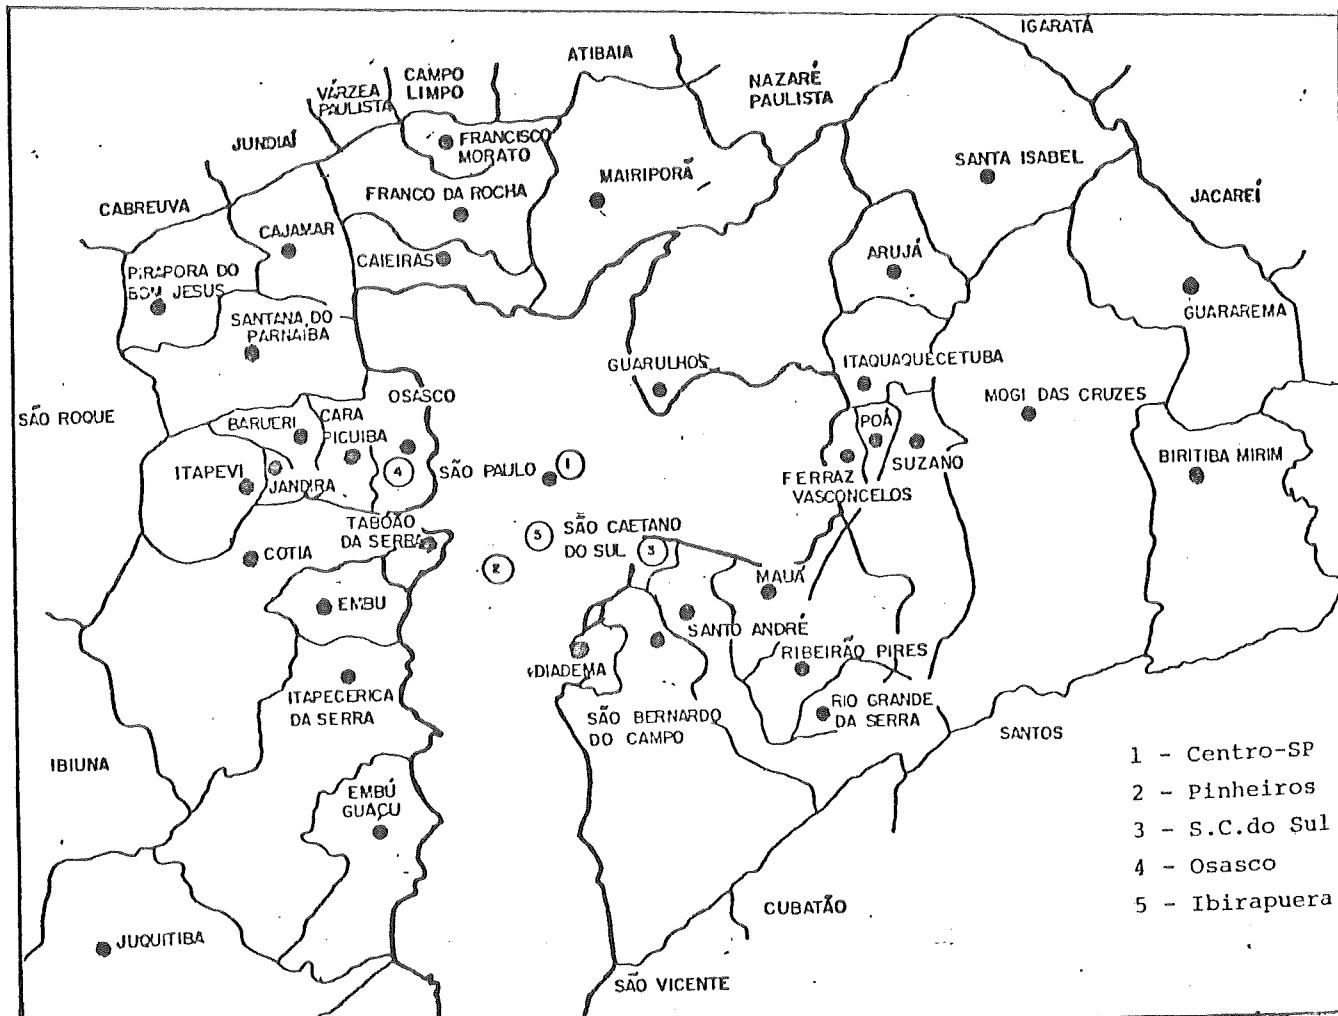 IGARATÁ
ATIBAIA
CAMPO
LIMPO
VÁRZEA
PAULISTA
NAZARÉ
PAULISTA
JUNDIAÍ
FRANCISCO
MORATO
SANTA ISABEL
MAIRIPORÃ
FRANCO DA ROCHA
JACAREÍ
CABREUVA
CAJAMAR
ARUJÁ
CAIEIRAS
PIRAPORA DO
BOM JESUS
GUARAREMA
SANTANA DO
PARNAÍBA
GUARULHOS
ITAQUAQUECETUBA
OSASCO
MOGI DAS CRUZES
SÃO ROQUE
BARUERI
CARA
PICUIBA
POÁ
SUZANO
BIRITIBA MIRIM
ITAPEVI
JANDIRA
4
SÃO PAULO
1
FERRAZ
VASCONCELOS
TABOÃO
DA SERRA
5
SÃO CAETANO
DO SUL
3
COTIA
2
MAUÁ
EMBU
SANTO ANDRÉ
RIBEIRÃO PIRES
DIADEMA
ITAPECERICA
DA SERRA
RIO GRANDE
DA SERRA
SÃO BERNARDO
DO CAMPO
SANTOS
IBIUNA
EMBÚ
GUAÇU
1 - Centro-SP
2 - Pinheiros
3 - S.C.do Sul
4 - Osasco
5 - Ibirapuera
CUBATÃO
JUQUITIBA
SÃO VICENTE